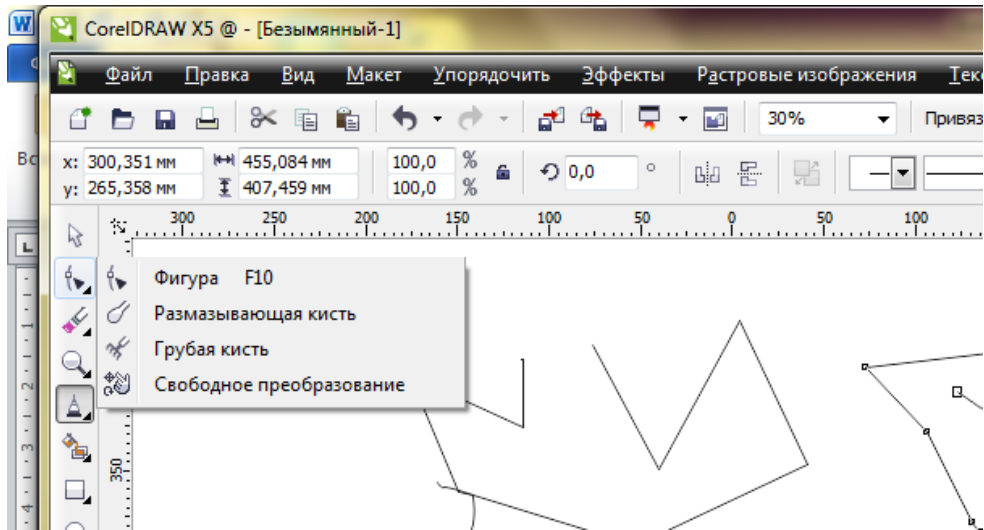 CorelDRAW X5 @ - [Безымянный-1]
Файл Правка Вид Макет Упорядочить Эффекты Растровые изображения
30% Привяз
x: 300,351 мм 455,084 мм 100,0 %
y: 265,358 мм 407,459 мм 100,0 % 0,0 °
300 250 200 150 100 50 0 50 100
Фигура F10
Размазывающая кисть
Грубая кисть
Свободное преобразование
350